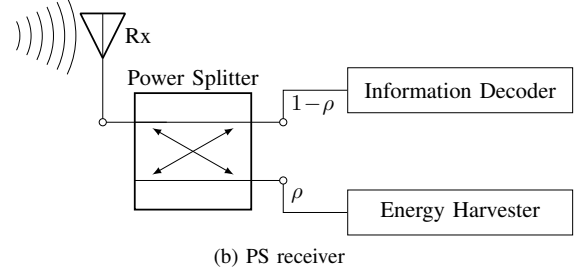 Rx
Power Splitter
1−ρ
Information Decoder
ρ
Energy Harvester
(b) PS receiver